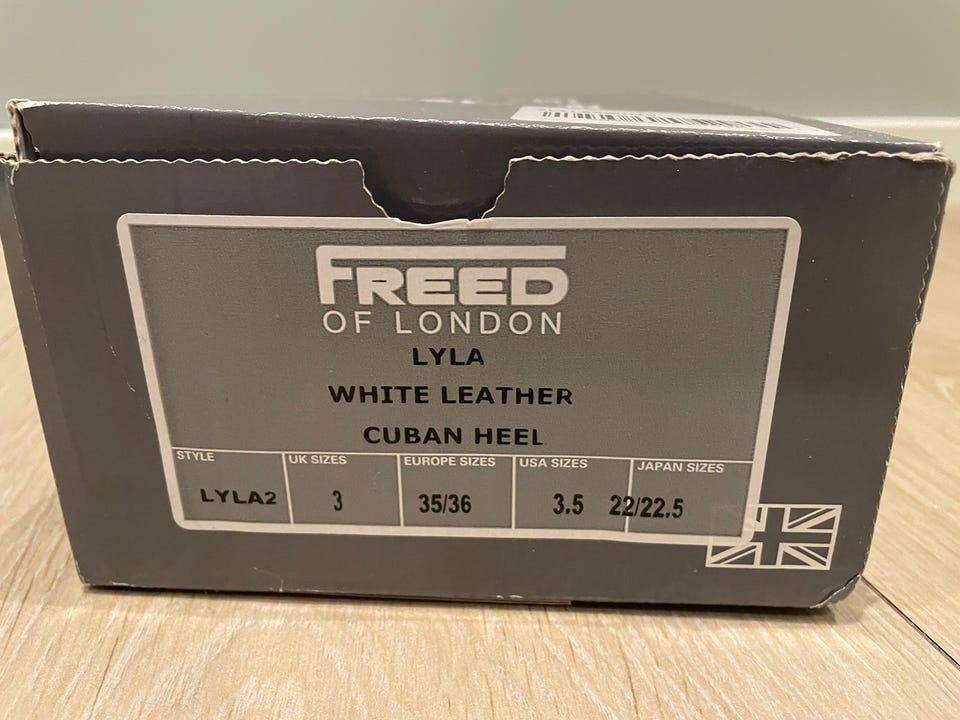 FREED
OF LONDON
LYLA
WHITE LEATHER
CUBAN HEEL
STYLE UK SIZES EUROPE SIZES USA SIZES JAPAN SIZES
LYLA2 3 35/36 3.5 22/22.5